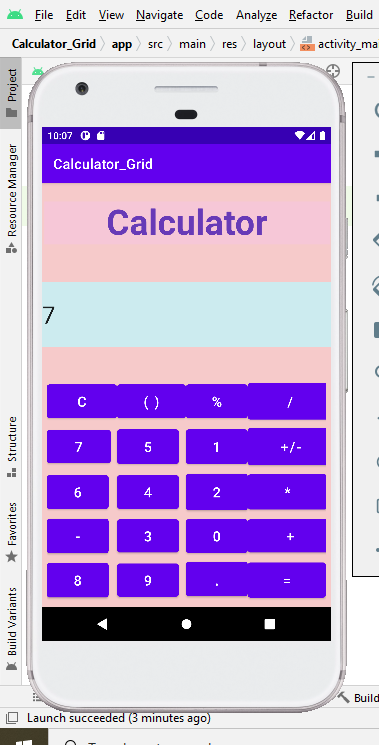 File Edit View Navigate Code Analyze Refactor Build
Calculator_Grid app src main res layout
Project
Resource Manager
Structure
Favorites
Build Variants
10:07
Calculator_Grid
Calculator
7
C ( ) % /
7 5 1 +/-
6 4 2 *
- 3 0 +
8 9 . =
Build
Launch succeeded (3 minutes ago)